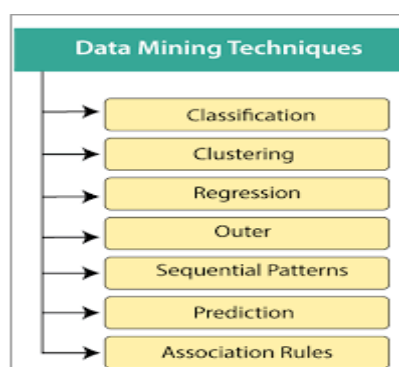 Data Mining Techniques
Classification
Clustering
Regression
Outer
Sequential Patterns
Prediction
Association Rules